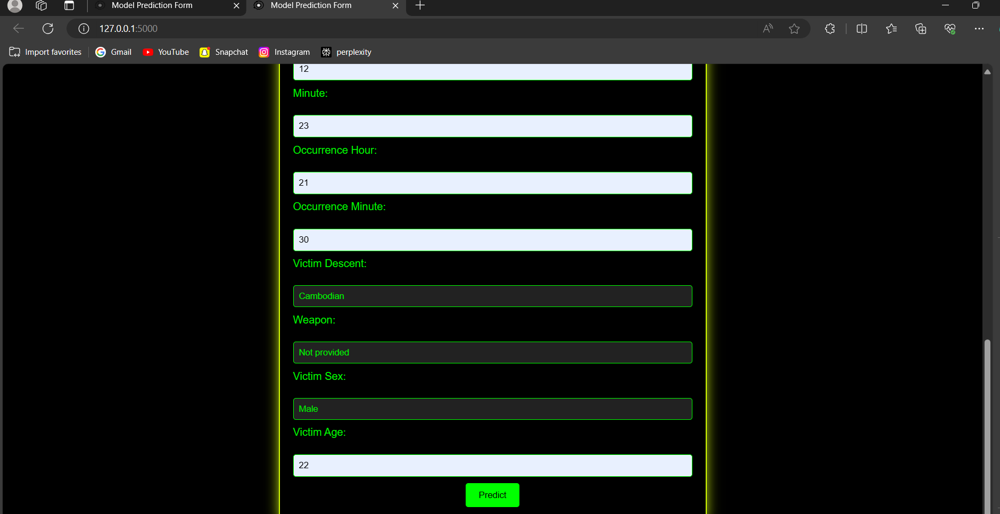 Model Prediction Form
Model Prediction Form
127.0.0.1:5000
Import favorites
Gmail
YouTube
Snapchat
Instagram
perplexity
12
Minute:
23
Occurrence Hour:
21
Occurrence Minute:
30
Victim Descent:
Cambodian
Weapon:
Not provided
Victim Sex:
Male
Victim Age:
22
Predict